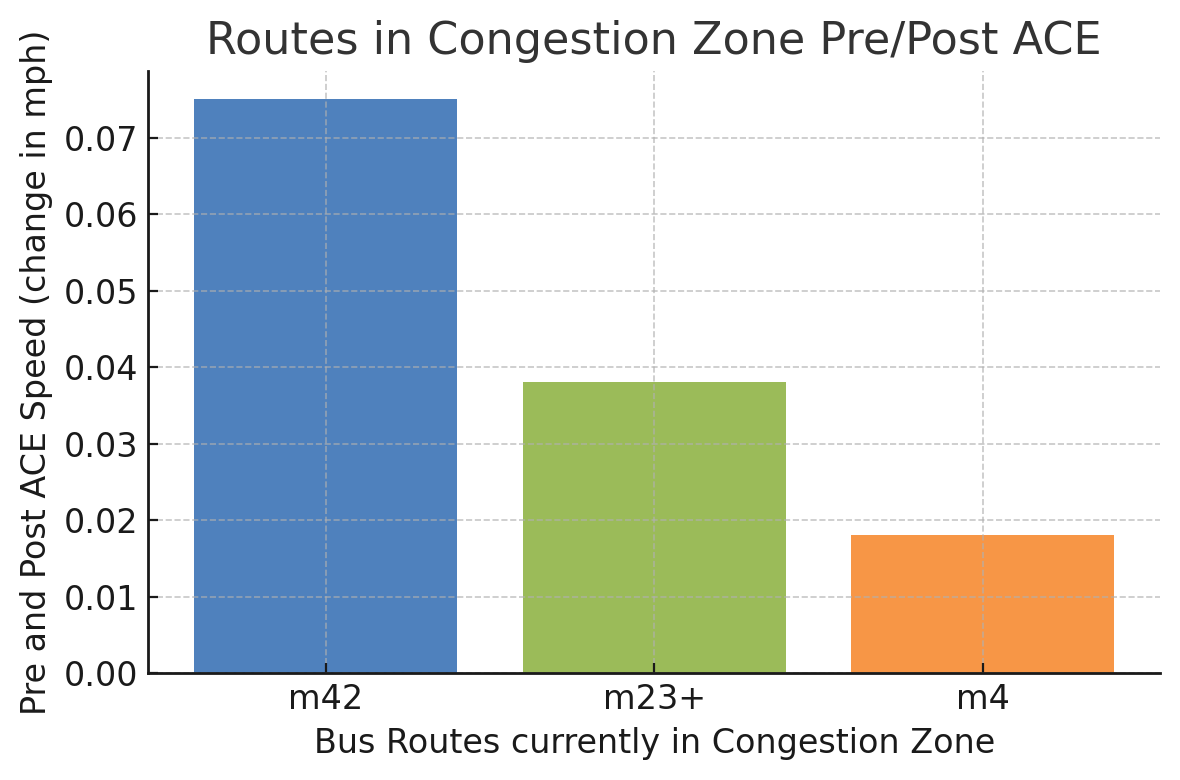 Routes in Congestion Zone Pre/Post ACE
Pre and Post ACE Speed (change in mph)
0.07
0.06
0.05
0.04
0.03
0.02
0.01
0.00
m42
m23+
m4
Bus Routes currently in Congestion Zone